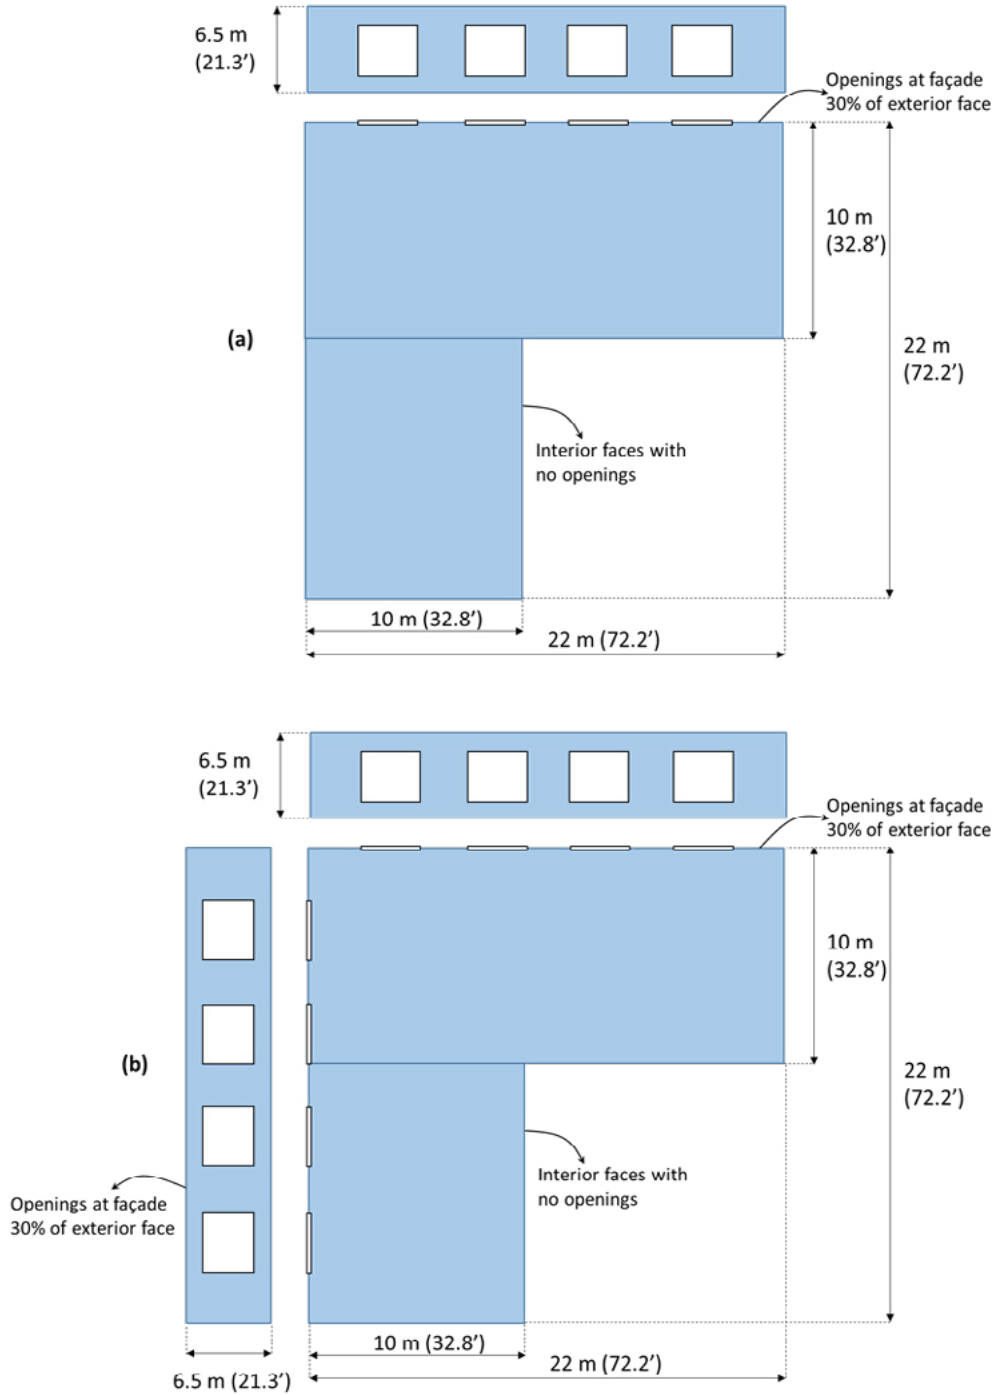 6.5 m
(21.3’)
Openings at façade
30% of exterior face
10 m
(32.8’)
(a)
22 m
(72.2’)
Interior faces with
no openings
10 m (32.8’)
22 m (72.2’)
6.5 m
(21.3’)
Openings at façade
30% of exterior face
10 m
(32.8’)
(b)
22 m
(72.2’)
Interior faces with
no openings
Openings at façade
30% of exterior face
10 m (32.8’)
22 m (72.2’)
6.5 m (21.3’)